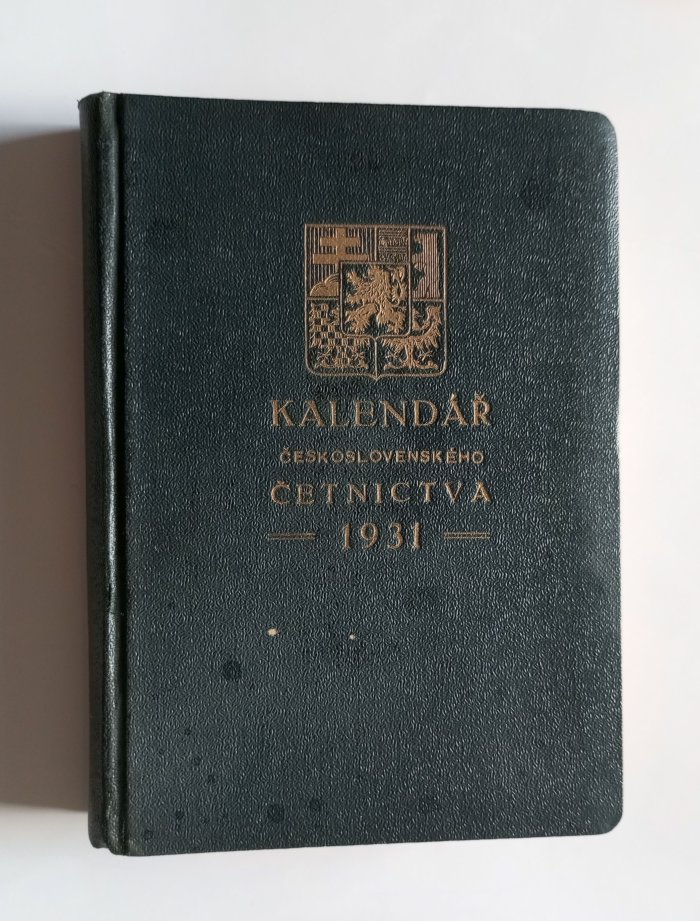 KALENDÁŘ
ČESKOSLOVENSKÉHO
ČETNICTVA
1931